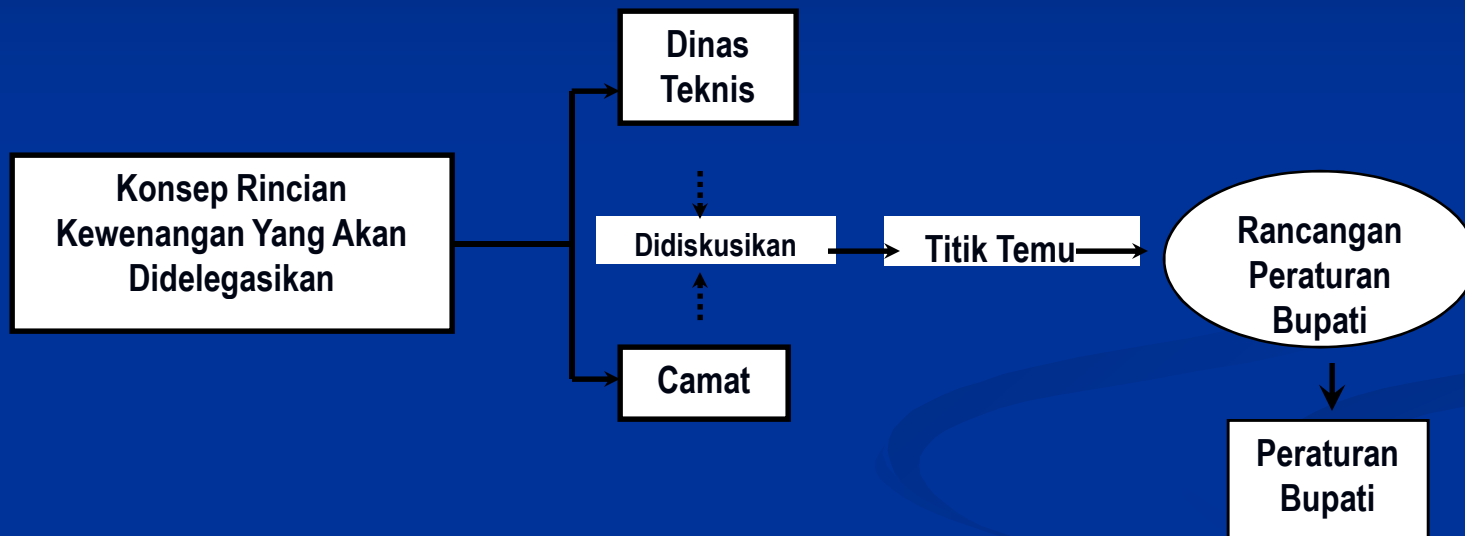 Dinas
Teknis
Konsep Rincian
Kewenangan Yang Akan
Didelegasikan
Didiskusikan
Titik Temu
Rancangan
Peraturan
Bupati
Camat
Peraturan
Bupati